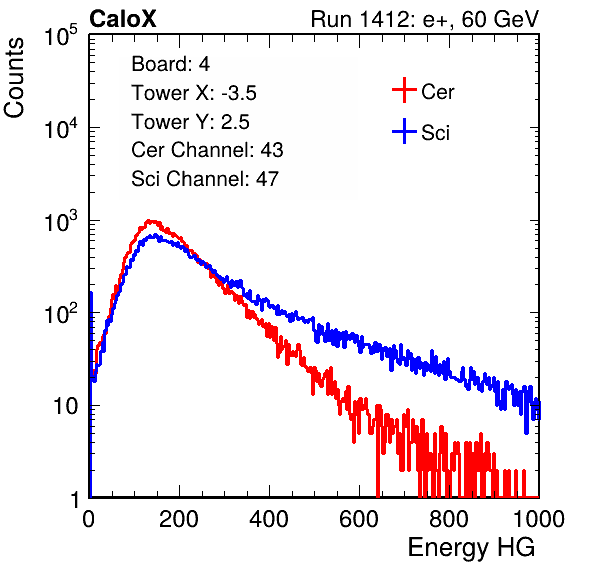 CaloX Run 1412: e+, 60 GeV
Counts
10^5
10^4
10^3
10^2
10
1
Board: 4
Tower X: -3.5
Tower Y: 2.5
Cer Channel: 43
Sci Channel: 47
Cer
Sci
0 200 400 600 800 1000
Energy HG